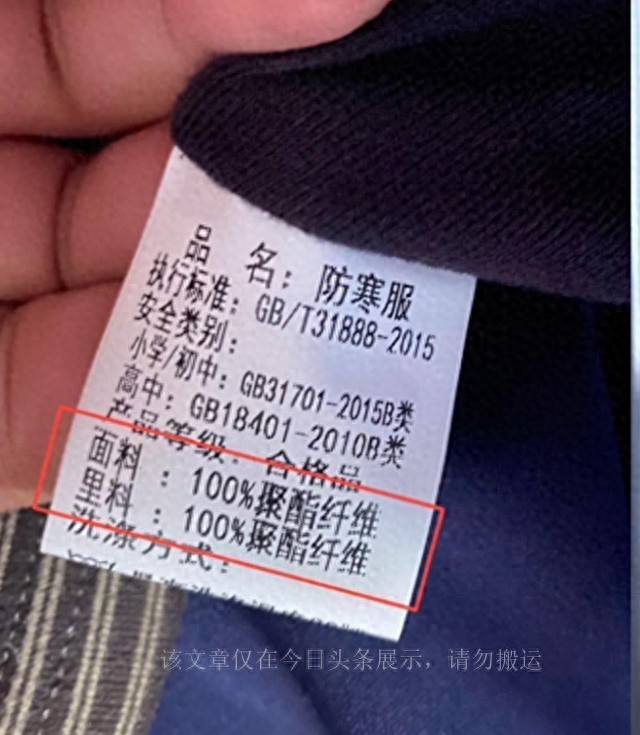 品 名：防寒服
执行标准：GB/T31888-2015
安全类别：
小学/初中：GB31701-2015B类
高中：GB18401-2010B类
产品等级：合格品
面料：100%聚酯纤维
里料：100%聚酯纤维
洗涤方式：
该文章仅在今日头条展示，请勿搬运